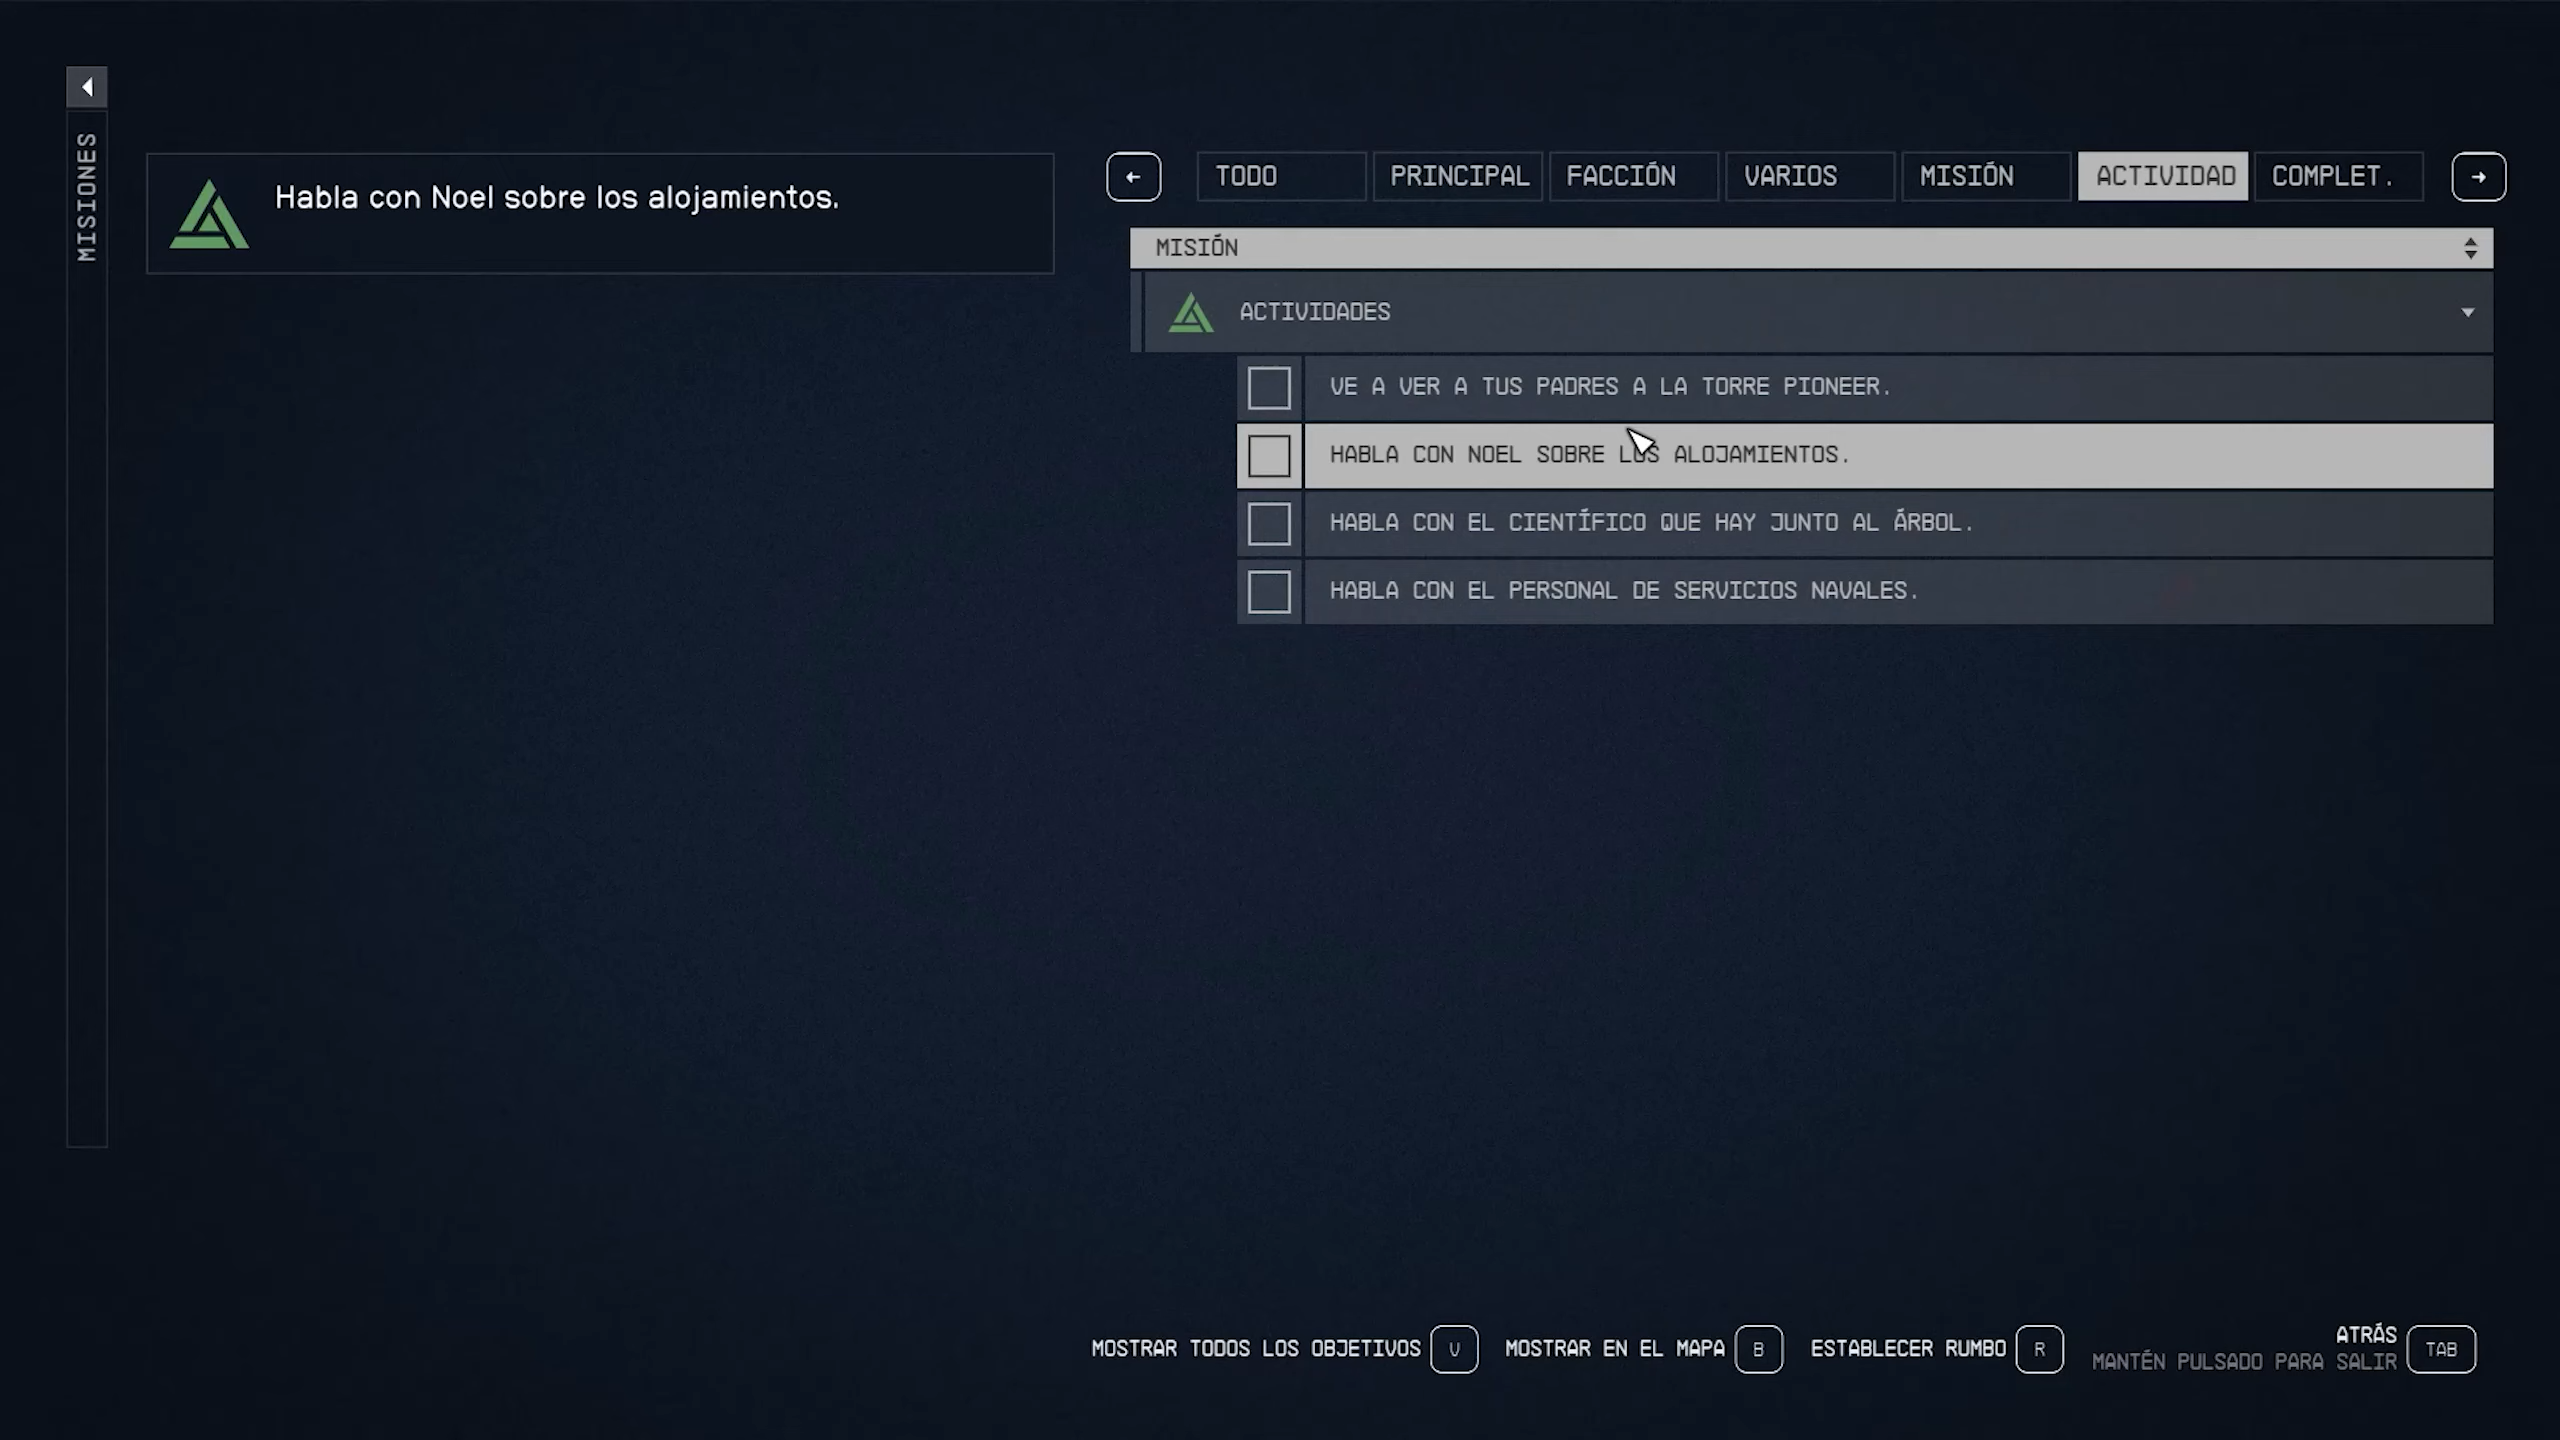 MISIONES
Habla con Noel sobre los alojamientos.
TODO
PRINCIPAL
FACCIÓN
VARIOS
MISIÓN
ACTIVIDAD
COMPLET.
MISIÓN
ACTIVIDADES
VE A VER A TUS PADRES A LA TORRE PIONEER.
HABLA CON NOEL SOBRE LOS ALOJAMIENTOS.
HABLA CON EL CIENTÍFICO QUE HAY JUNTO AL ÁRBOL.
HABLA CON EL PERSONAL DE SERVICIOS NAVALES.
MOSTRAR TODOS LOS OBJETIVOS V
MOSTRAR EN EL MAPA B
ESTABLECER RUMBO R
ATRÁS
MANTÉN PULSADO PARA SALIR
TAB